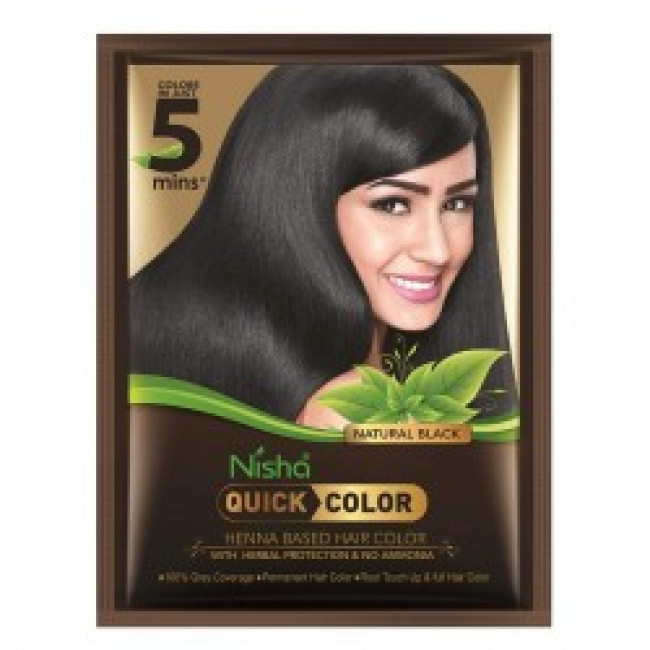 COLORS
IN JUST
5
mins*
NATURAL BLACK
Nisha
QUICK COLOR
HENNA BASED HAIR COLOR
WITH HERBAL PROTECTION & NO AMMONIA
• 100% Grey Coverage • Permanent Hair Color • Root Touch Up & full Hair Color